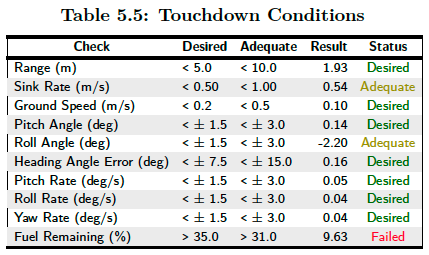 Table 5.5: Touchdown Conditions
Check Desired Adequate Result Status
Range (m) < 5.0 < 10.0 1.93 Desired
Sink Rate (m/s) < 0.50 < 1.00 0.54 Adequate
Ground Speed (m/s) < 0.2 < 0.5 0.10 Desired
Pitch Angle (deg) < ± 1.5 < ± 3.0 0.14 Desired
Roll Angle (deg) < ± 1.5 < ± 3.0 -2.20 Adequate
Heading Angle Error (deg) < ± 7.5 < ± 15.0 0.16 Desired
Pitch Rate (deg/s) < ± 1.5 < ± 3.0 0.05 Desired
Roll Rate (deg/s) < ± 1.5 < ± 3.0 0.04 Desired
Yaw Rate (deg/s) < ± 1.5 < ± 3.0 0.04 Desired
Fuel Remaining (%) > 35.0 > 31.0 9.63 Failed